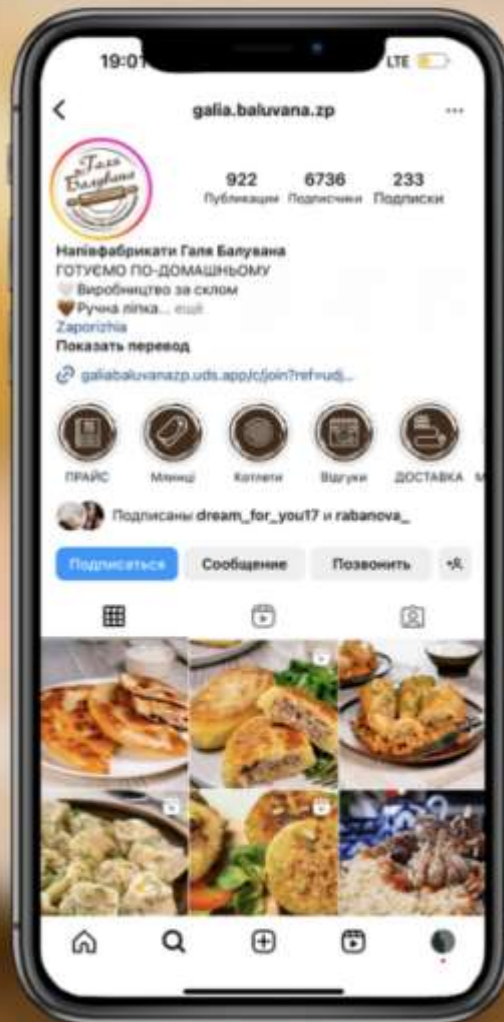 19:01
LTE
galia.baluvana.zp
Галя
Балувана
922
6736
233
Публикации
Подписчики
Подписки
Напівфабрикати Галя Балувана
ГОТУЄМО ПО-ДОМАШНЬОМУ
Виробництво за склом
Ручна ліпка... ещё
Zaporizhia
Показать перевод
galiabaluvanazp.uds.app/c/join?ref=udj...
ПРАЙС
Млинці
Котлети
Відгуки
ДОСТАВКА
М
Подписаны dream_for_you17 и rabanova_
Подписаться
Сообщение
Позвонить